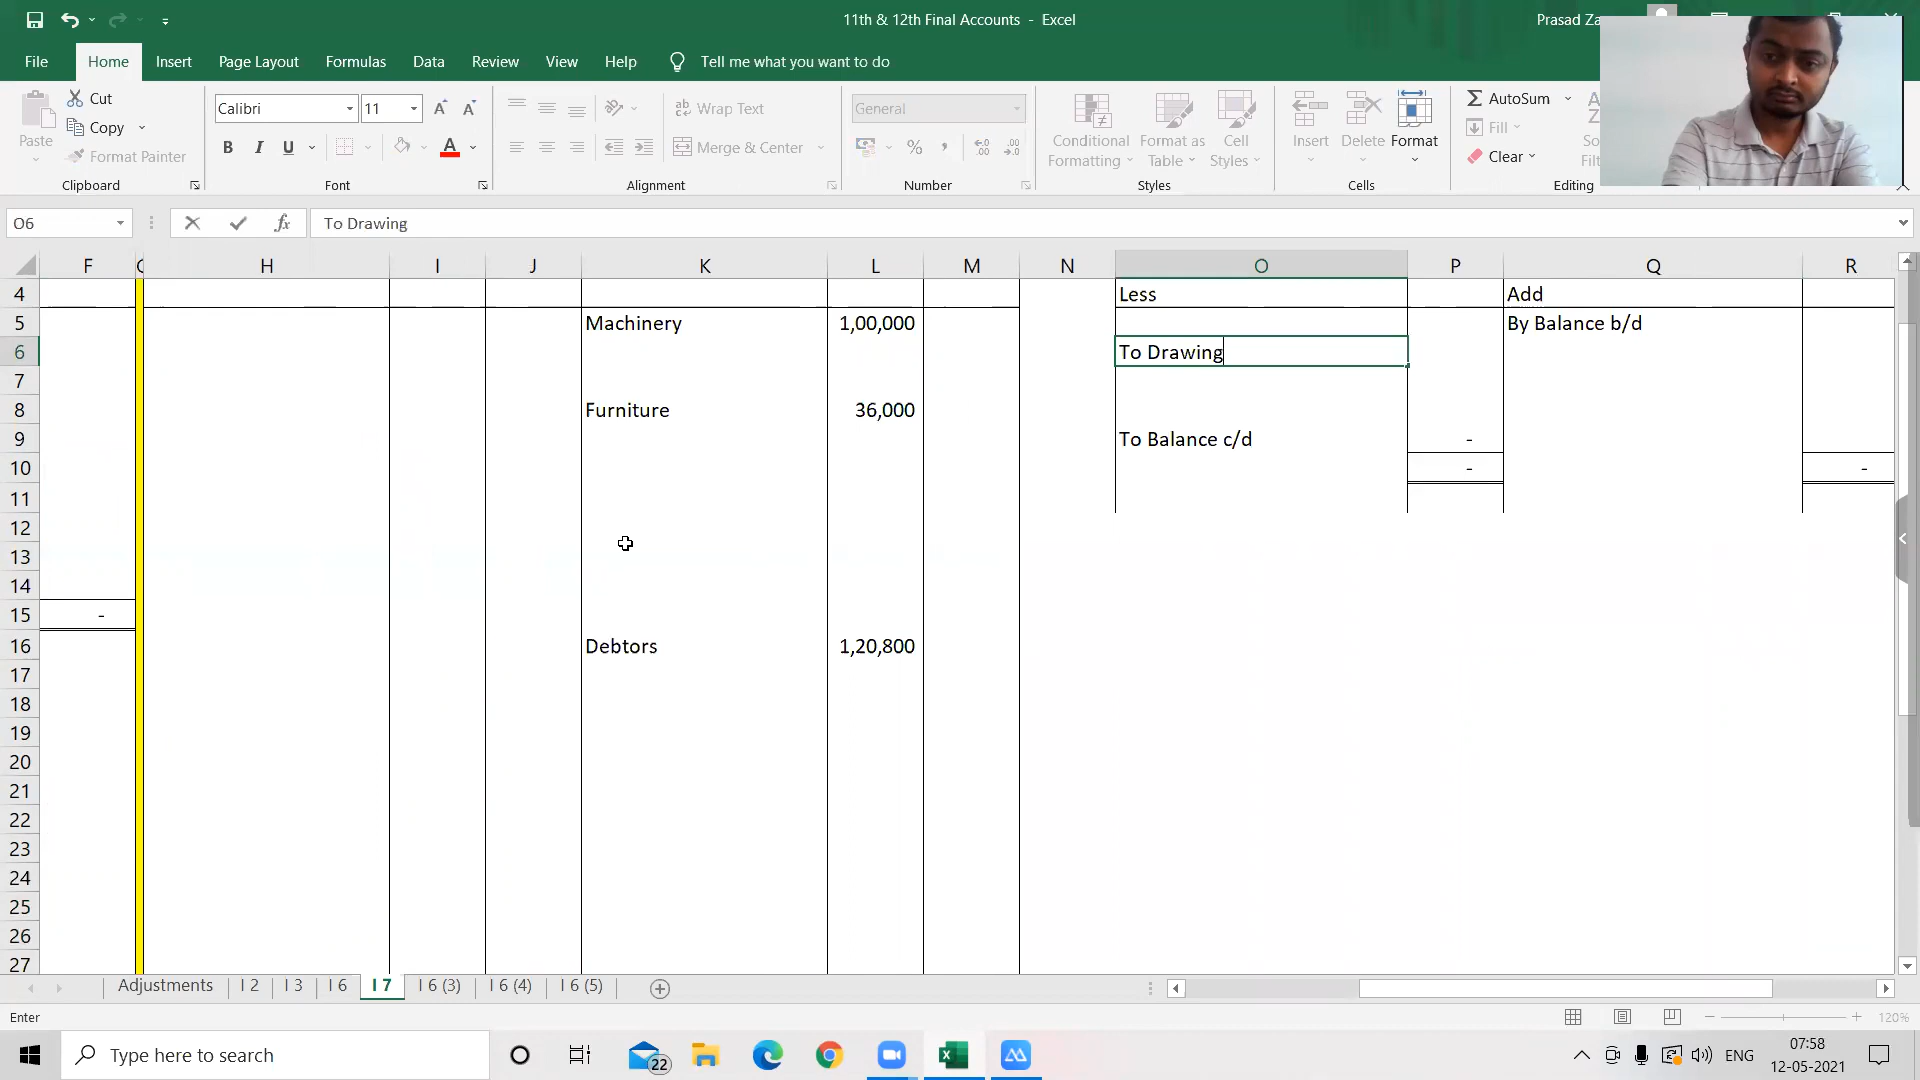 11th & 12th Final Accounts - Excel
Prasad Za
File Home Insert Page Layout Formulas Data Review View Help Tell me what you want to do
Paste Cut Copy Format Painter
Calibri 11
B I U A
Wrap Text
Merge & Center
General
% ,
Conditional Formatting Format as Table Cell Styles
Insert Delete Format
AutoSum
Fill
Clear
Clipboard Font Alignment Number Styles Cells Editing
O6 fx To Drawing
F H I J K L M N O P Q R
4 Less Add
5 Machinery 1,00,000 By Balance b/d
6 To Drawing
7
8 Furniture 36,000
9 To Balance c/d -
10 - -
11
12
13
14
15 -
16 Debtors 1,20,800
17
18
19
20
21
22
23
24
25
26
27
Adjustments I 2 I 3 I 6 I 7 I 6 (3) I 6 (4) I 6 (5)
Enter
120%
Type here to search
22
ENG
07:58
12-05-2021